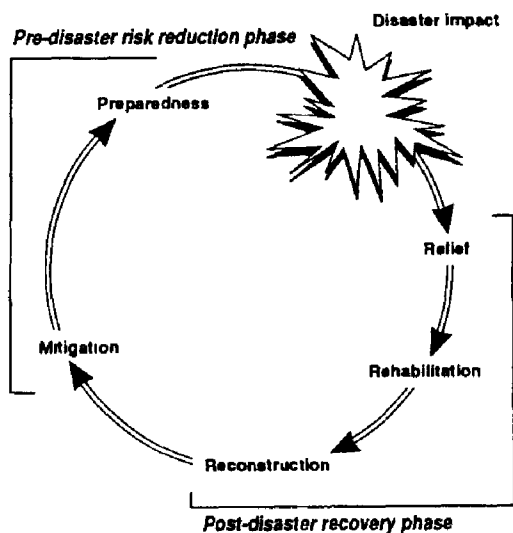 Disaster impact
Pre-disaster risk reduction phase
Preparedness
Relief
Mitigation
Rehabilitation
Reconstruction
Post-disaster recovery phase